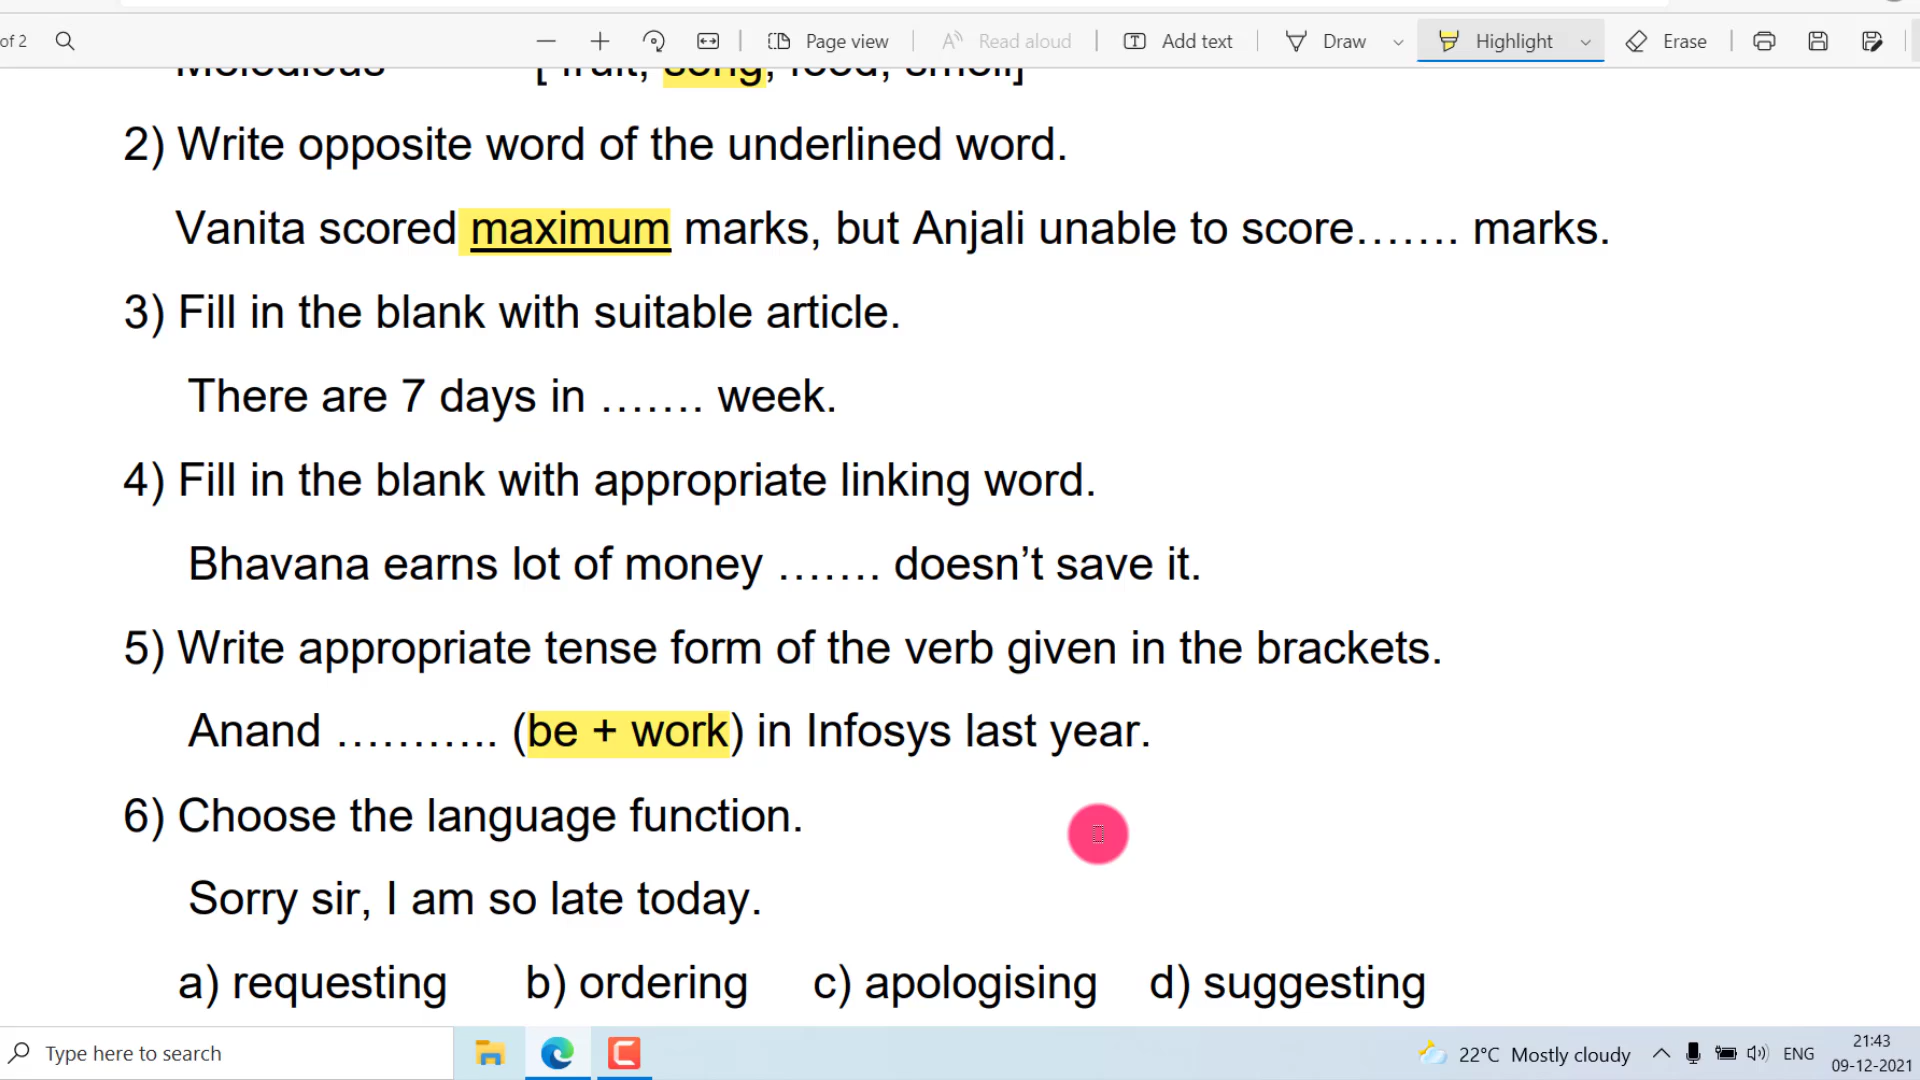 of 2 Page view Read aloud Add text Draw Highlight Erase
Melodious [ fruit, song, food, smell]
2) Write opposite word of the underlined word.
Vanita scored maximum marks, but Anjali unable to score....... marks.
3) Fill in the blank with suitable article.
There are 7 days in ....... week.
4) Fill in the blank with appropriate linking word.
Bhavana earns lot of money ....... doesn’t save it.
5) Write appropriate tense form of the verb given in the brackets.
Anand ........... (be + work) in Infosys last year.
6) Choose the language function.
Sorry sir, I am so late today.
a) requesting b) ordering c) apologising d) suggesting
Type here to search 22°C Mostly cloudy ENG 21:43
09-12-2021